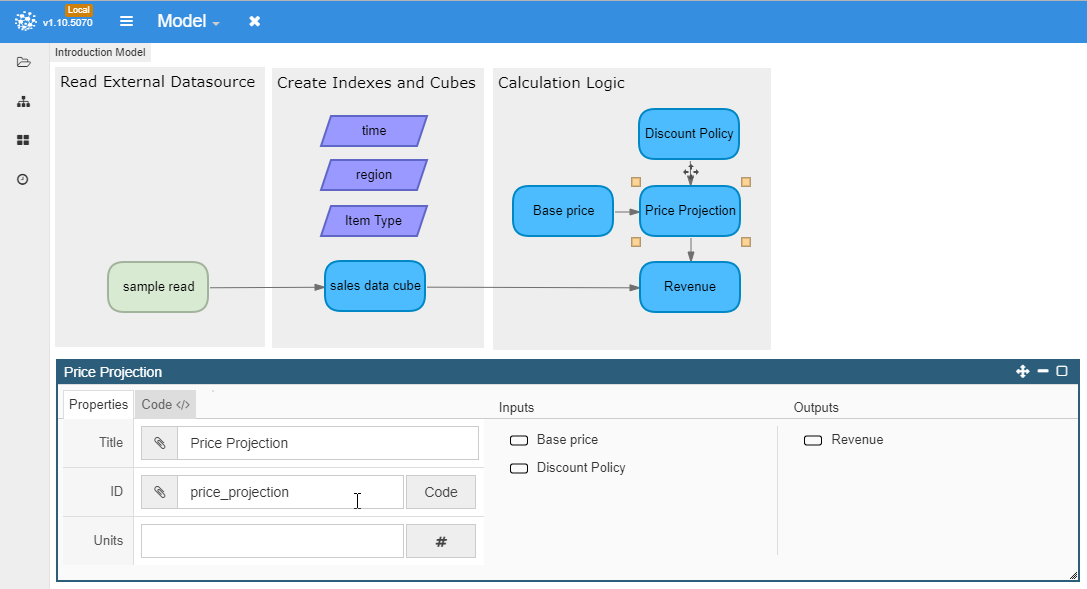 Local
v1.10.5070
Model
Introduction Model
Read External Datasource
Create Indexes and Cubes
Calculation Logic
time
region
Item Type
Discount Policy
Base price
Price Projection
sample read
sales data cube
Revenue
Price Projection
Properties
Code </>
Inputs
Outputs
Title
Price Projection
Base price
Revenue
Discount Policy
ID
price_projection
Code
Units
#